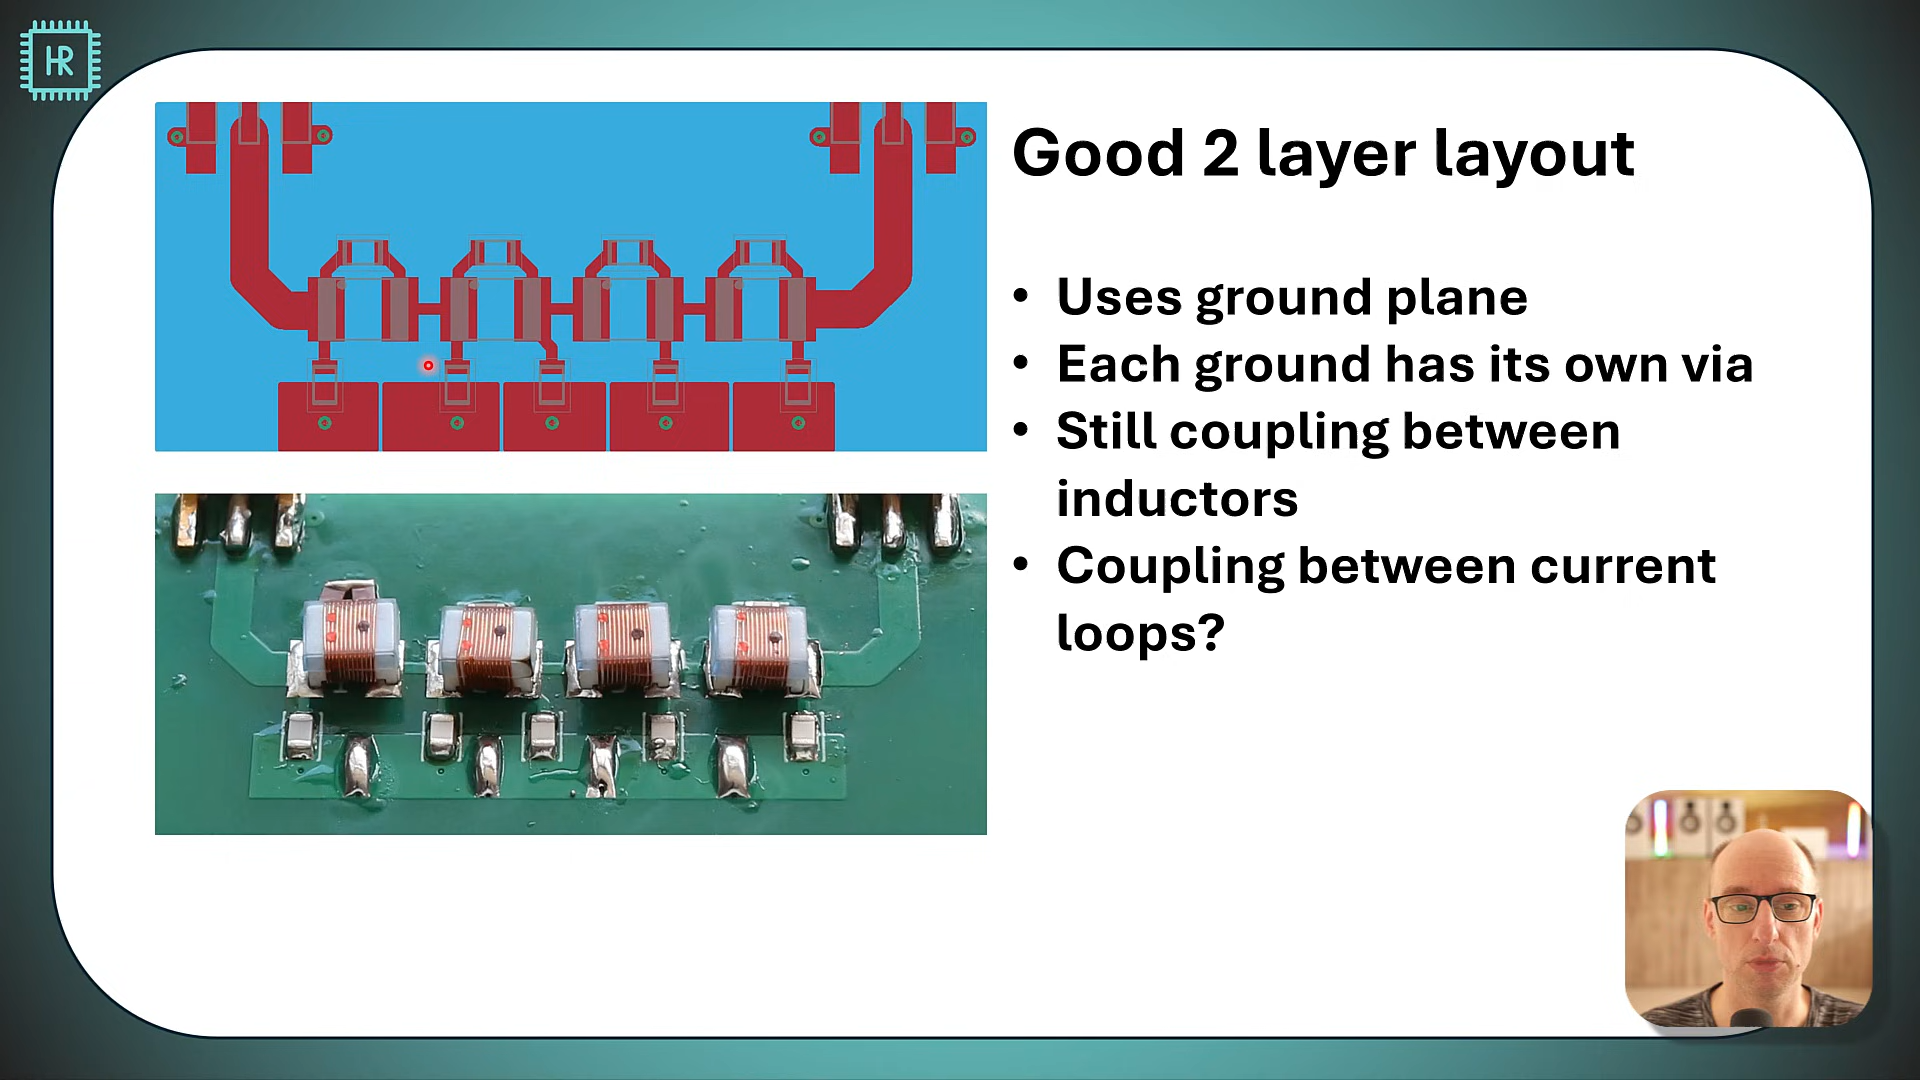 HR
Good 2 layer layout
• Uses ground plane
• Each ground has its own via
• Still coupling between
inductors
• Coupling between current
loops?